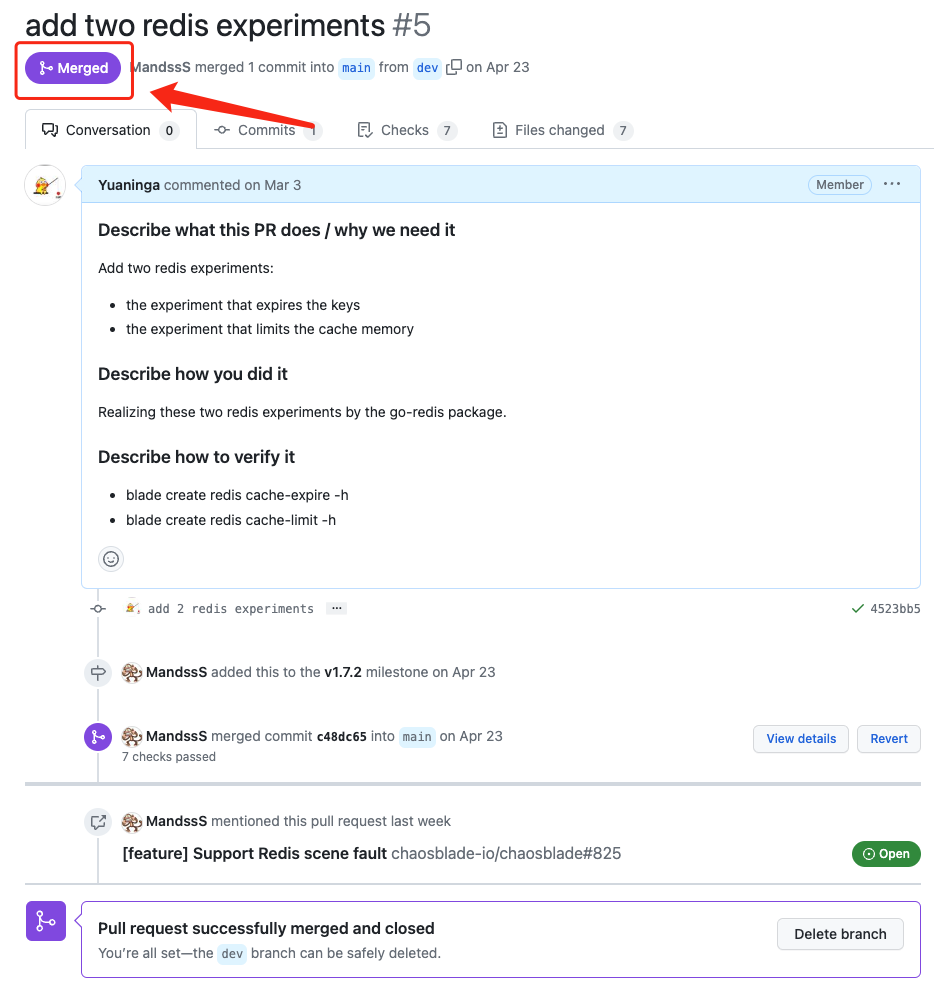 add two redis experiments #5
Merged MandssS merged 1 commit into main from dev on Apr 23
Conversation 0 Commits 1 Checks 7 Files changed 7
Yuaninga commented on Mar 3 Member ...
Describe what this PR does / why we need it
Add two redis experiments:
• the experiment that expires the keys
• the experiment that limits the cache memory
Describe how you did it
Realizing these two redis experiments by the go-redis package.
Describe how to verify it
• blade create redis cache-expire -h
• blade create redis cache-limit -h
add 2 redis experiments ... 4523bb5
MandssS added this to the v1.7.2 milestone on Apr 23
MandssS merged commit c48dc65 into main on Apr 23 View details Revert
7 checks passed
MandssS mentioned this pull request last week
[feature] Support Redis scene fault chaosblade-io/chaosblade#825 Open
Pull request successfully merged and closed
You're all set—the dev branch can be safely deleted. Delete branch